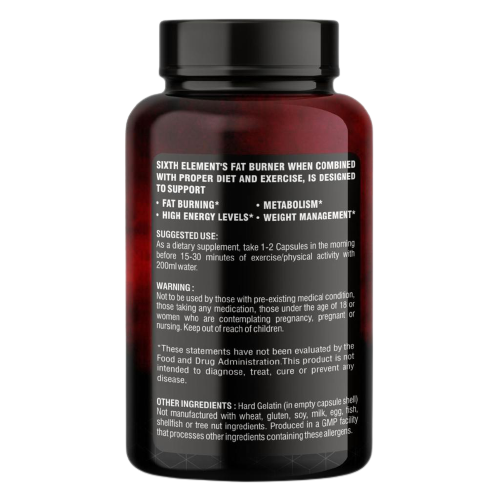 SIXTH ELEMENT'S FAT BURNER WHEN COMBINED
WITH PROPER DIET AND EXERCISE, IS DESIGNED
TO SUPPORT
• FAT BURNING* • METABOLISM*
• HIGH ENERGY LEVELS* • WEIGHT MANAGEMENT*
SUGGESTED USE:
As a dietary supplement, take 1-2 Capsules in the morning
before 15-30 minutes of exercise/physical activity with
200ml water.
WARNING :
Not to be used by those with pre-existing medical condition,
those taking any medication, those under the age of 18 or
women who are contemplating pregnancy, pregnant or
nursing. Keep out of reach of children.
*These statements have not been evaluated by the
Food and Drug Administration.This product is not
intended to diagnose, treat, cure or prevent any
disease.
OTHER INGREDIENTS : Hard Gelatin (in empty capsule shell)
Not manufactured with wheat, gluten, soy, milk, egg, fish,
shellfish or tree nut ingredients. Produced in a GMP facility
that processes other ingredients containing these allergens.